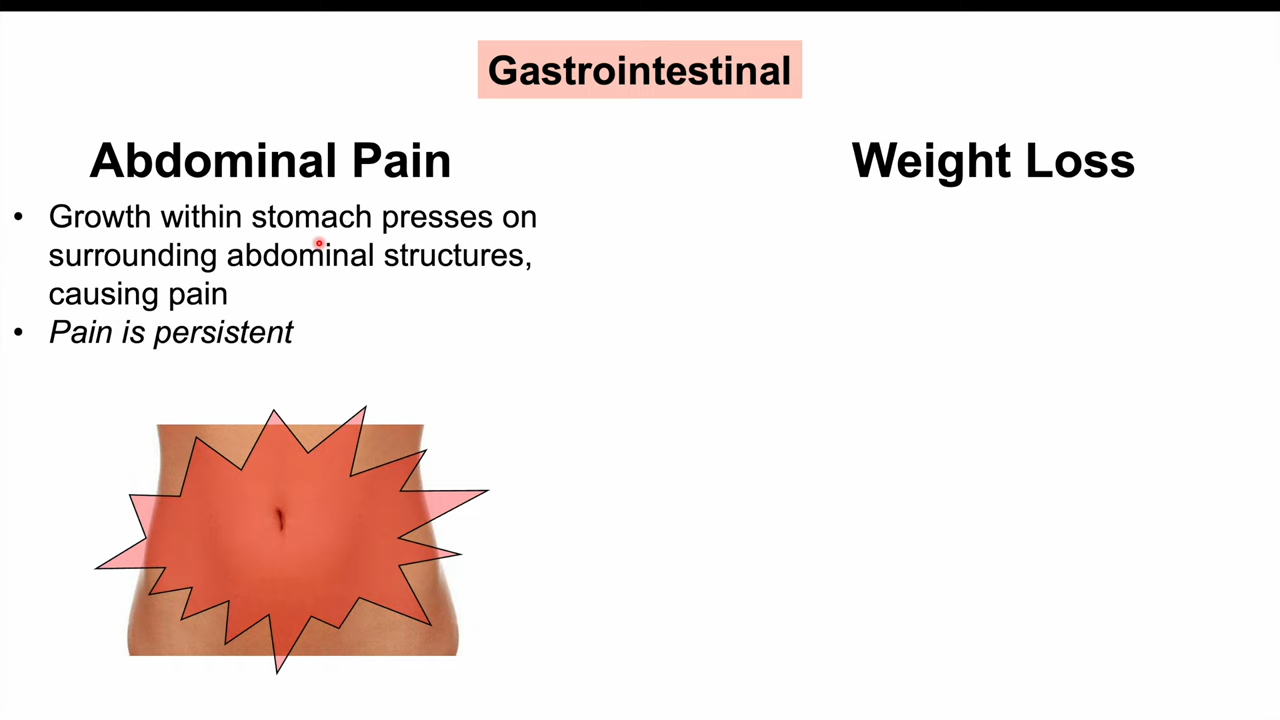 Gastrointestinal
Abdominal Pain
• Growth within stomach presses on
surrounding abdominal structures,
causing pain
• Pain is persistent
Weight Loss